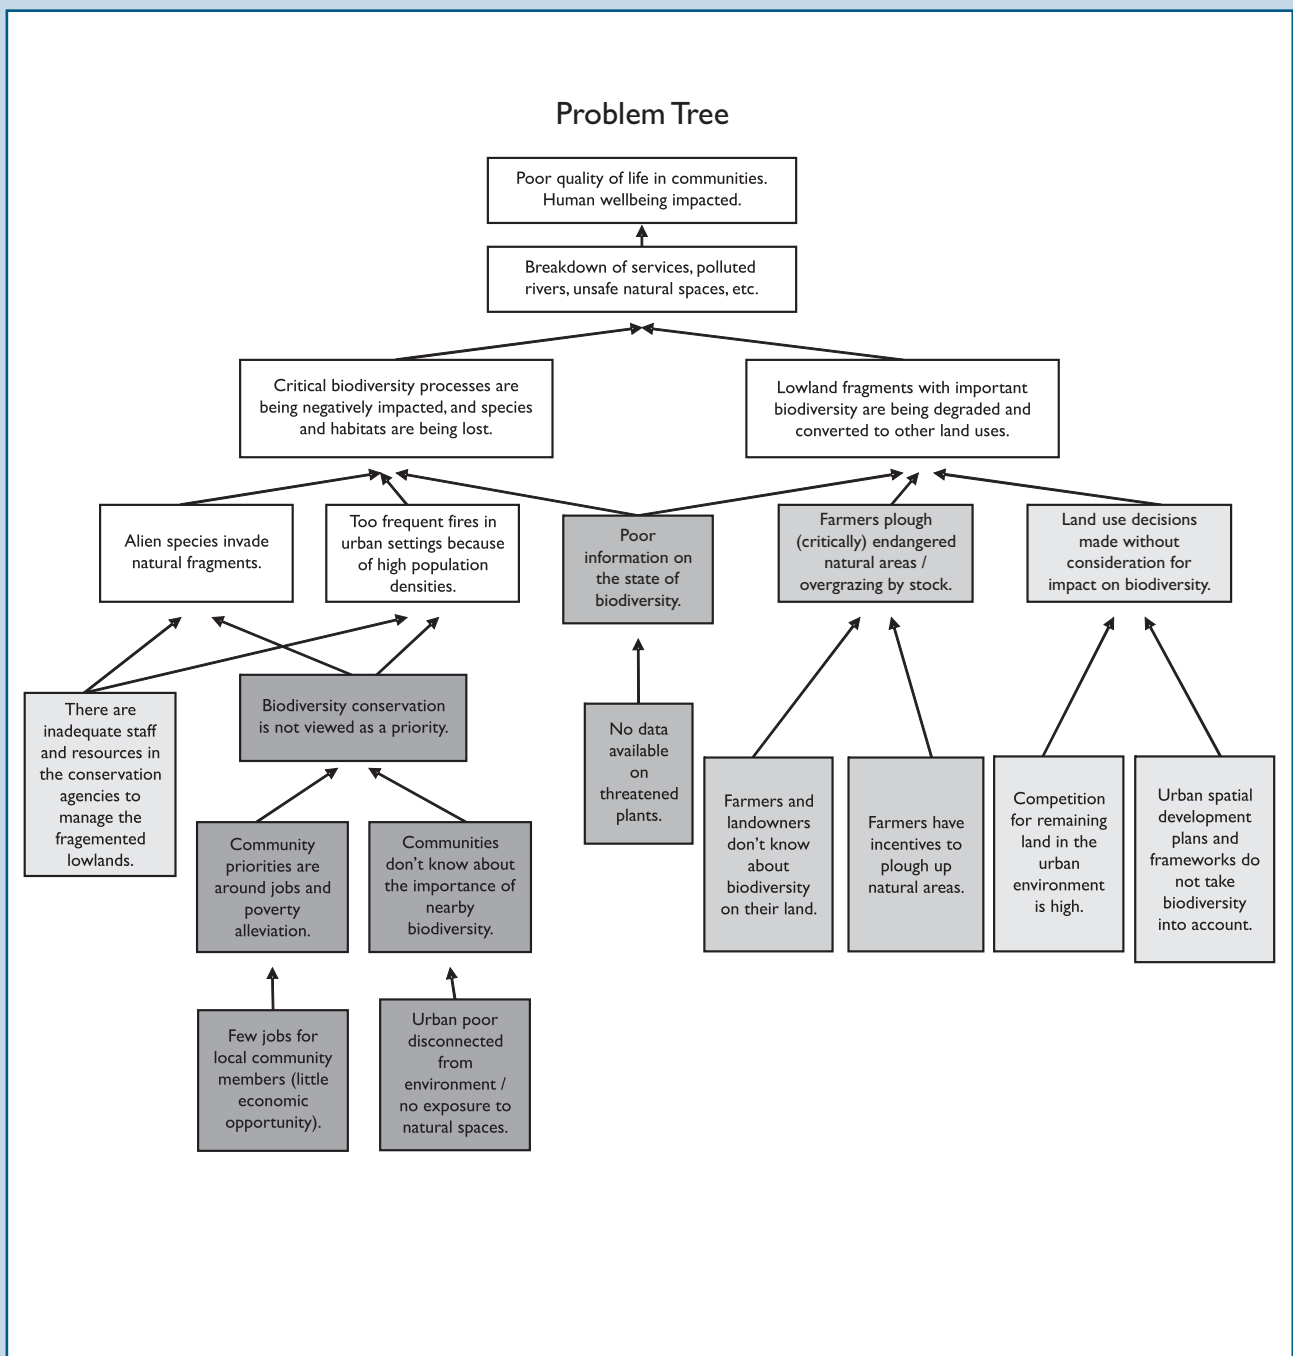 Problem Tree
Poor quality of life in communities.
Human wellbeing impacted.
Breakdown of services, polluted
rivers, unsafe natural spaces, etc.
Critical biodiversity processes are
being negatively impacted, and species
and habitats are being lost.
Lowland fragments with important
biodiversity are being degraded and
converted to other land uses.
Alien species invade
natural fragments.
Too frequent fires in
urban settings because
of high population
densities.
Poor
information on
the state of
biodiversity.
Farmers plough
(critically) endangered
natural areas /
overgrazing by stock.
Land use decisions
made without
consideration for
impact on biodiversity.
There are
inadequate staff
and resources in
the conservation
agencies to
manage the
fragemented
lowlands.
Biodiversity conservation
is not viewed as a priority.
No data
available
on
threatened
plants.
Farmers and
landowners
don't know
about
biodiversity
on their land.
Farmers have
incentives to
plough up
natural areas.
Competition
for remaining
land in the
urban
environment
is high.
Urban spatial
development
plans and
frameworks do
not take
biodiversity
into account.
Community
priorities are
around jobs and
poverty
alleviation.
Communities
don't know about
the importance of
nearby
biodiversity.
Few jobs for
local community
members (little
economic
opportunity).
Urban poor
disconnected
from
environment /
no exposure to
natural spaces.